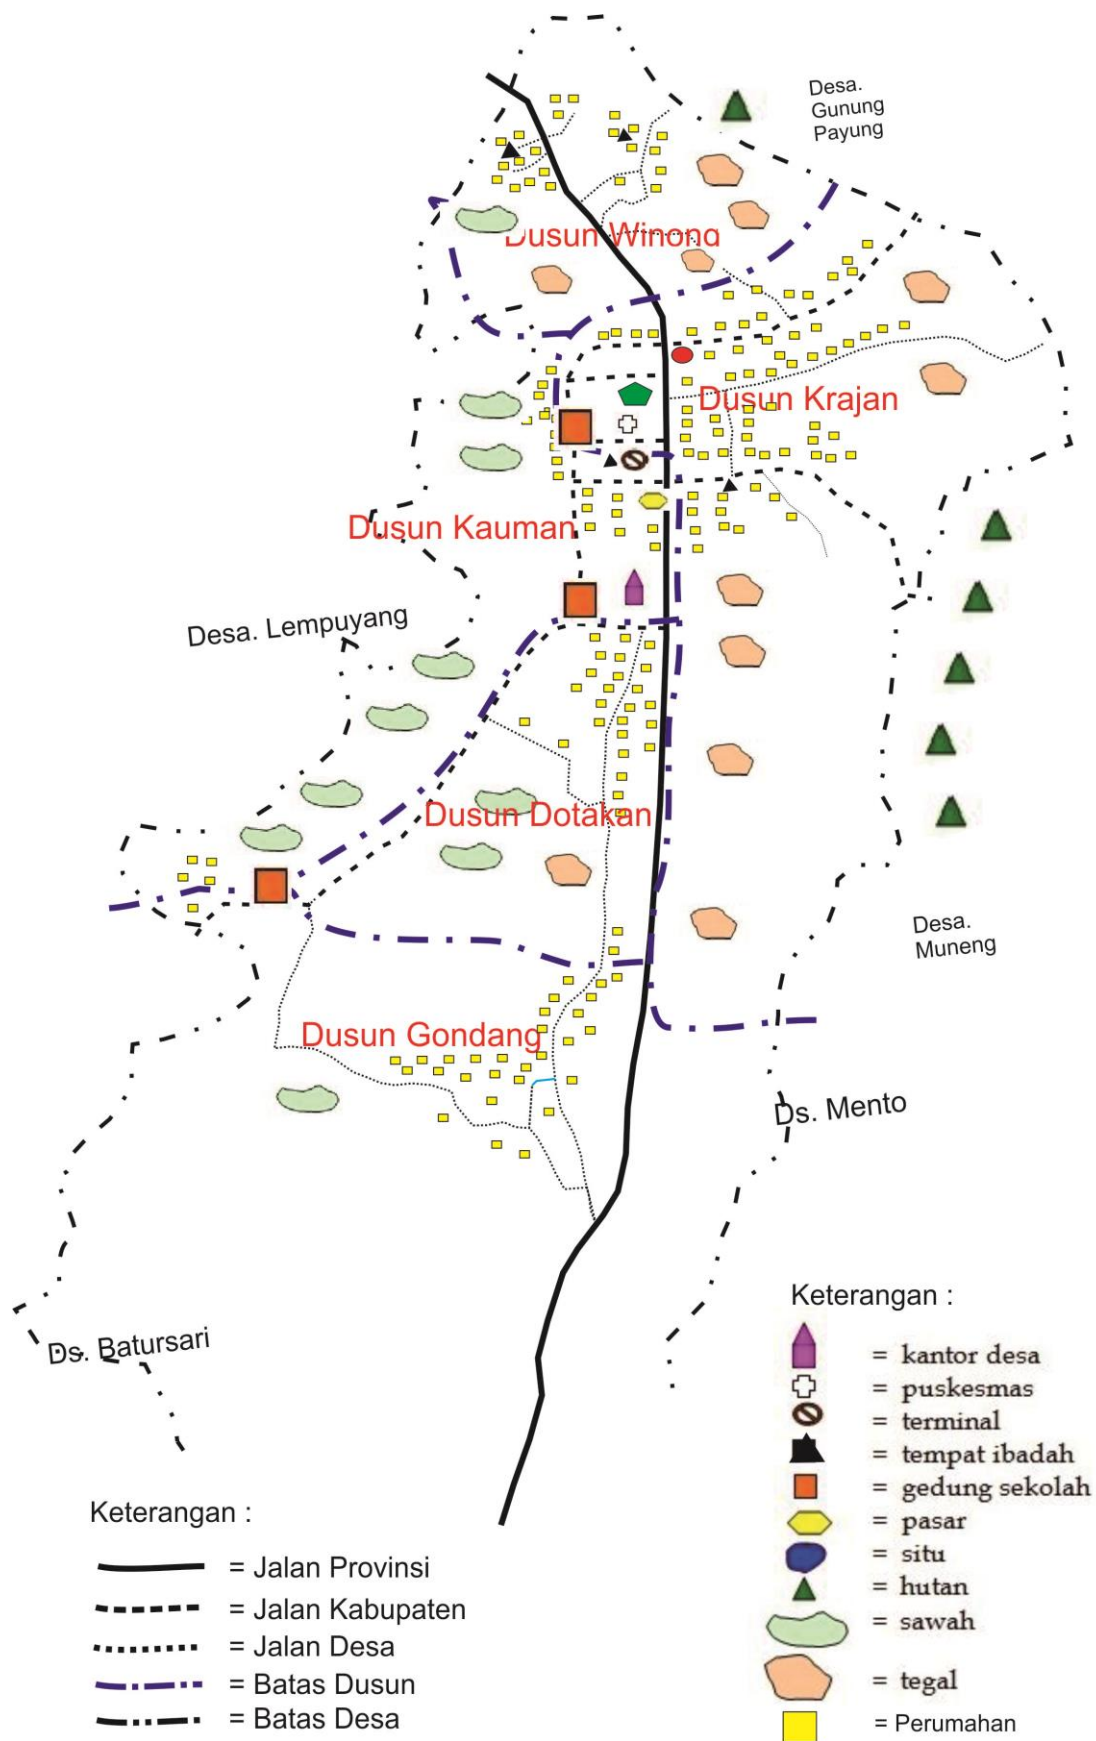 Desa.
Gunung
Payung
Dusun Winong
Dusun Krajan
Dusun Kauman
Desa. Lempuyang
Dusun Dotakan
Desa.
Muneng
Dusun Gondang
Ds. Mento
Ds. Batursari
Keterangan :
= kantor desa
= puskesmas
= terminal
= tempat ibadah
= gedung sekolah
= pasar
= situ
= hutan
= sawah
= tegal
= Perumahan
Keterangan :
= Jalan Provinsi
= Jalan Kabupaten
= Jalan Desa
= Batas Dusun
= Batas Desa